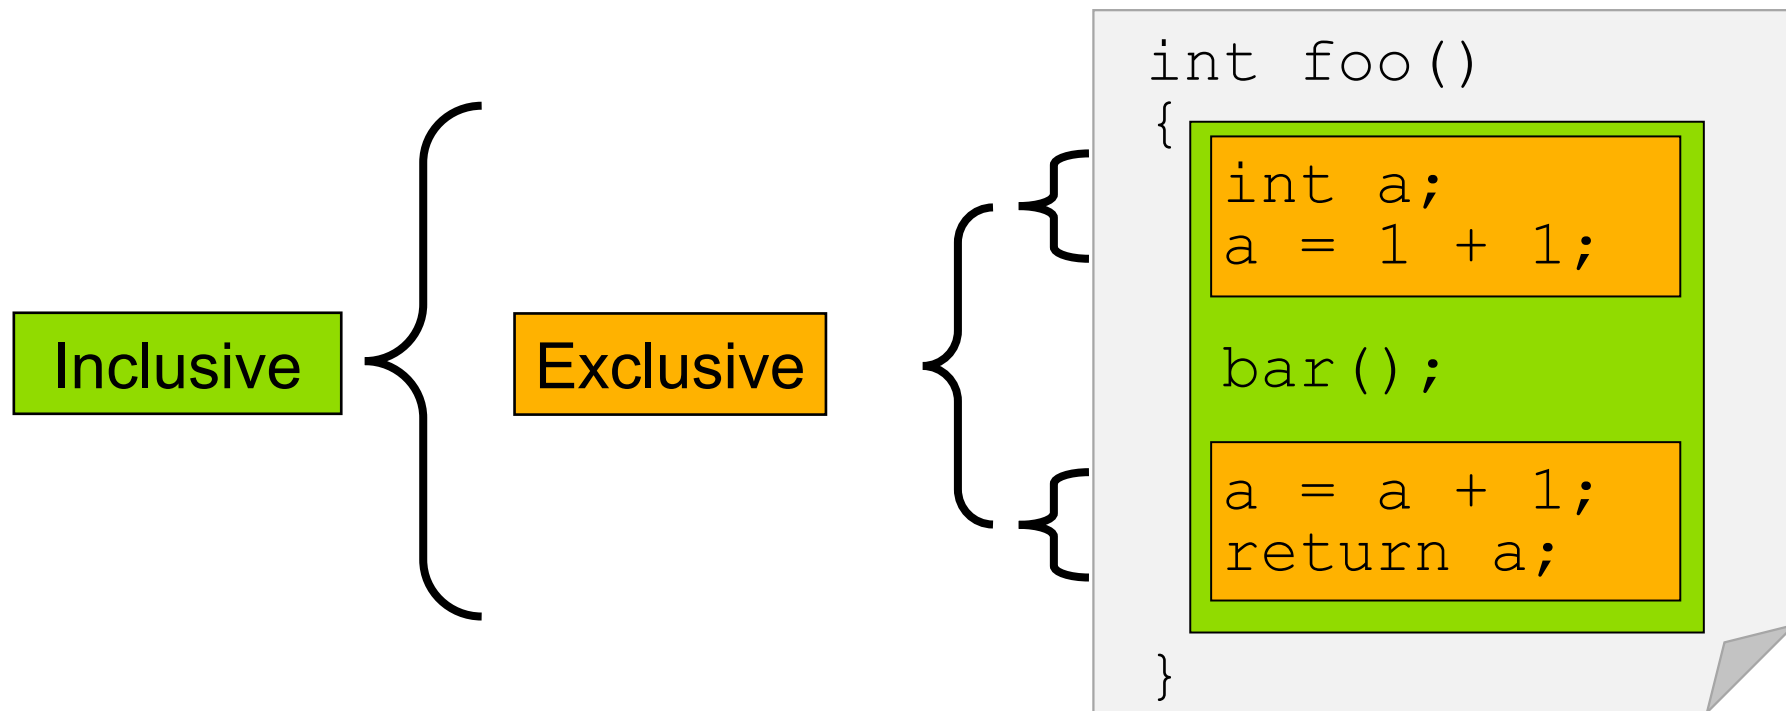 Inclusive
Exclusive
int foo()
{
int a;
a = 1 + 1;
bar();
a = a + 1;
return a;
}